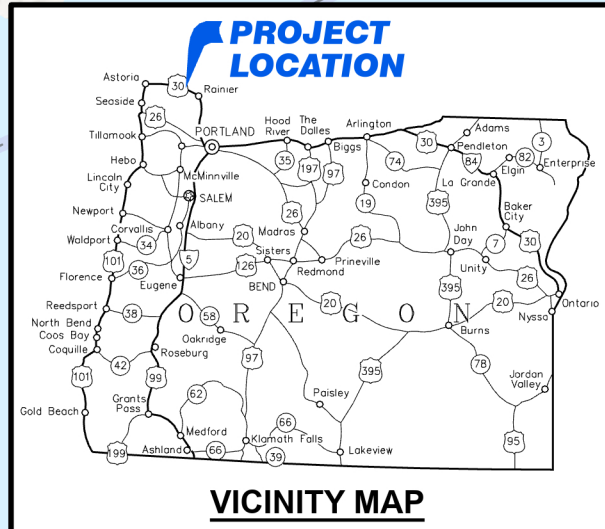 PROJECT
LOCATION
Astoria
30
Rainier
Seaside
26
Tillamook
PORTLAND
Hood
River
The
Dalles
Arlington
Biggs
30
Adams
Pendleton
3
84
82
Enterprise
Elgin
La Grande
Hebo
McMinnville
35
197
97
74
Lincoln
City
SALEM
Condon
19
395
Baker
City
Newport
Corvallis
Albany
26
Madras
Waldport
34
20
Sisters
26
John
Day
7
30
101
5
126
Redmond
Prineville
Unity
Florence
36
Eugene
BEND
395
26
Ontario
Reedsport
38
OREGON
58
20
20
Nyssa
North Bend
Coos Bay
Coquille
Oakridge
Burns
42
Roseburg
97
395
78
101
99
Jordan
Valley
Grants
Pass
62
Paisley
Gold Beach
Medford
66
Klamath Falls
95
199
Ashland
66
39
Lakeview
VICINITY MAP